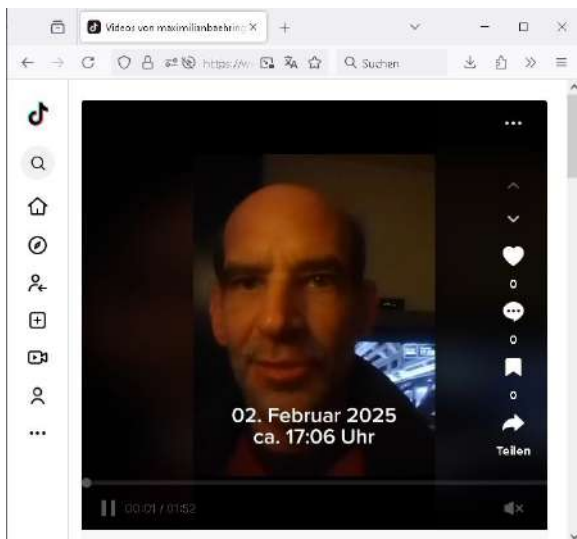 Videos von maximilianbaehring
https://w
Suchen
0
0
0
02. Februar 2025
ca. 17:06 Uhr
Teilen
00:01 / 01:52